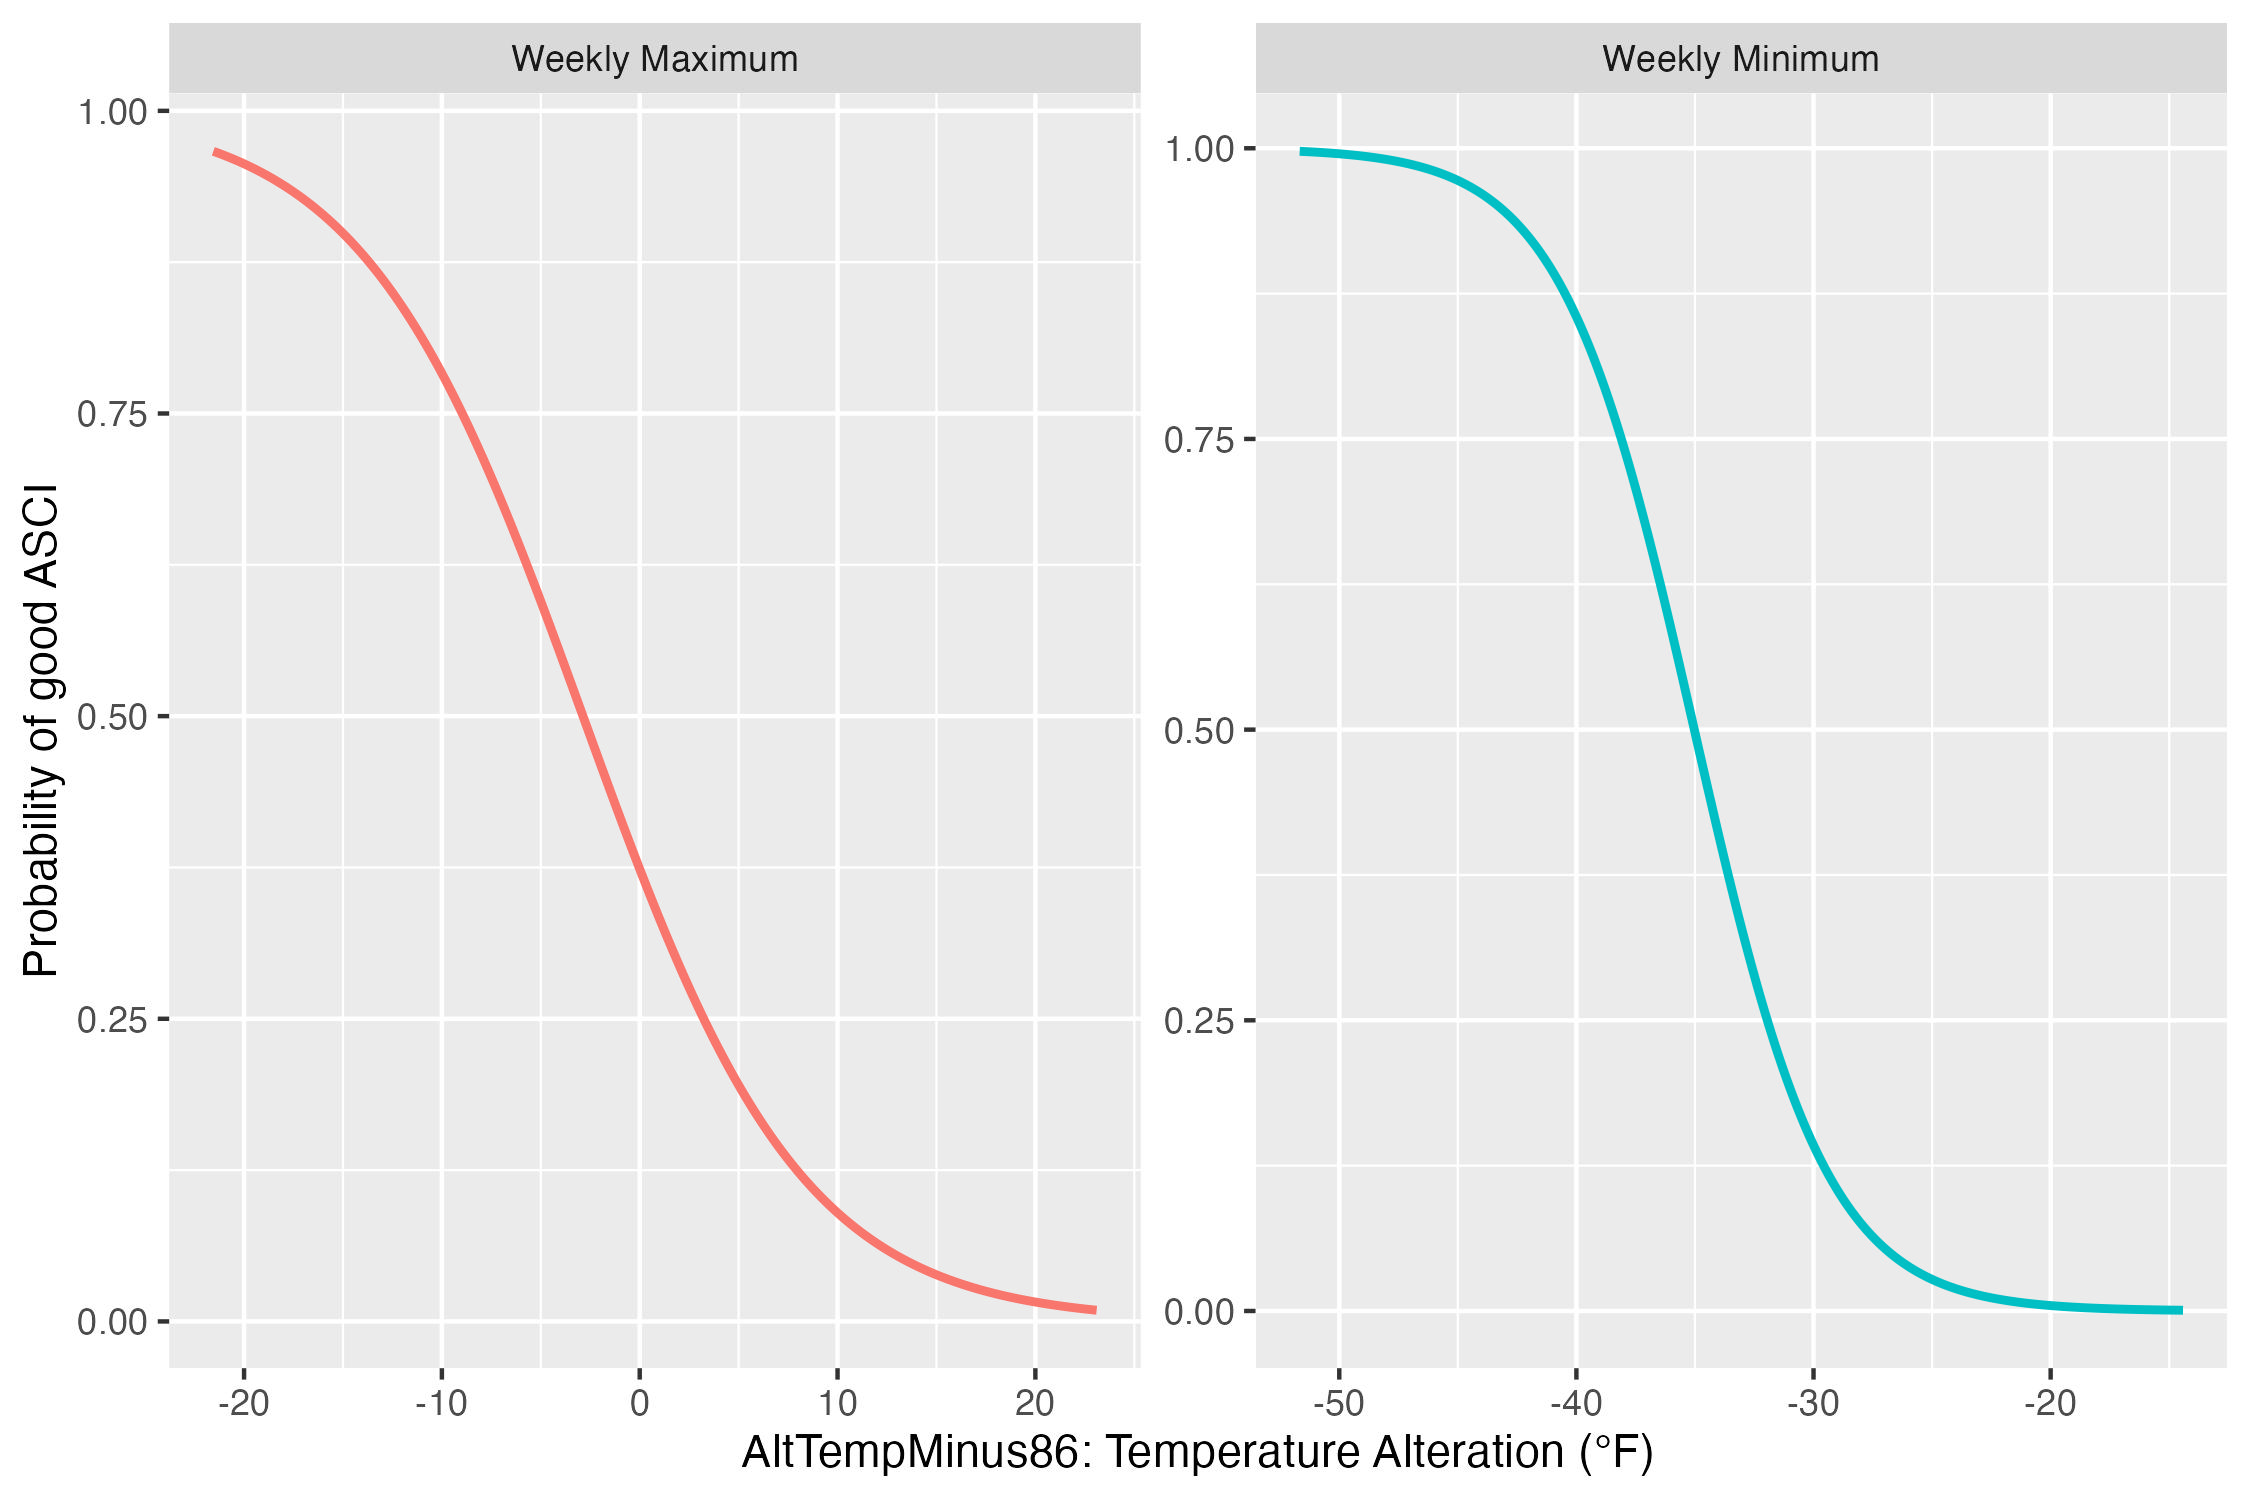 Weekly Maximum
Weekly Minimum
1.00
0.75
0.50
0.25
0.00
1.00
0.75
0.50
0.25
0.00
Probability of good ASCI
-20 -10 0 10 20
-50 -40 -30 -20
AltTempMinus86: Temperature Alteration (°F)